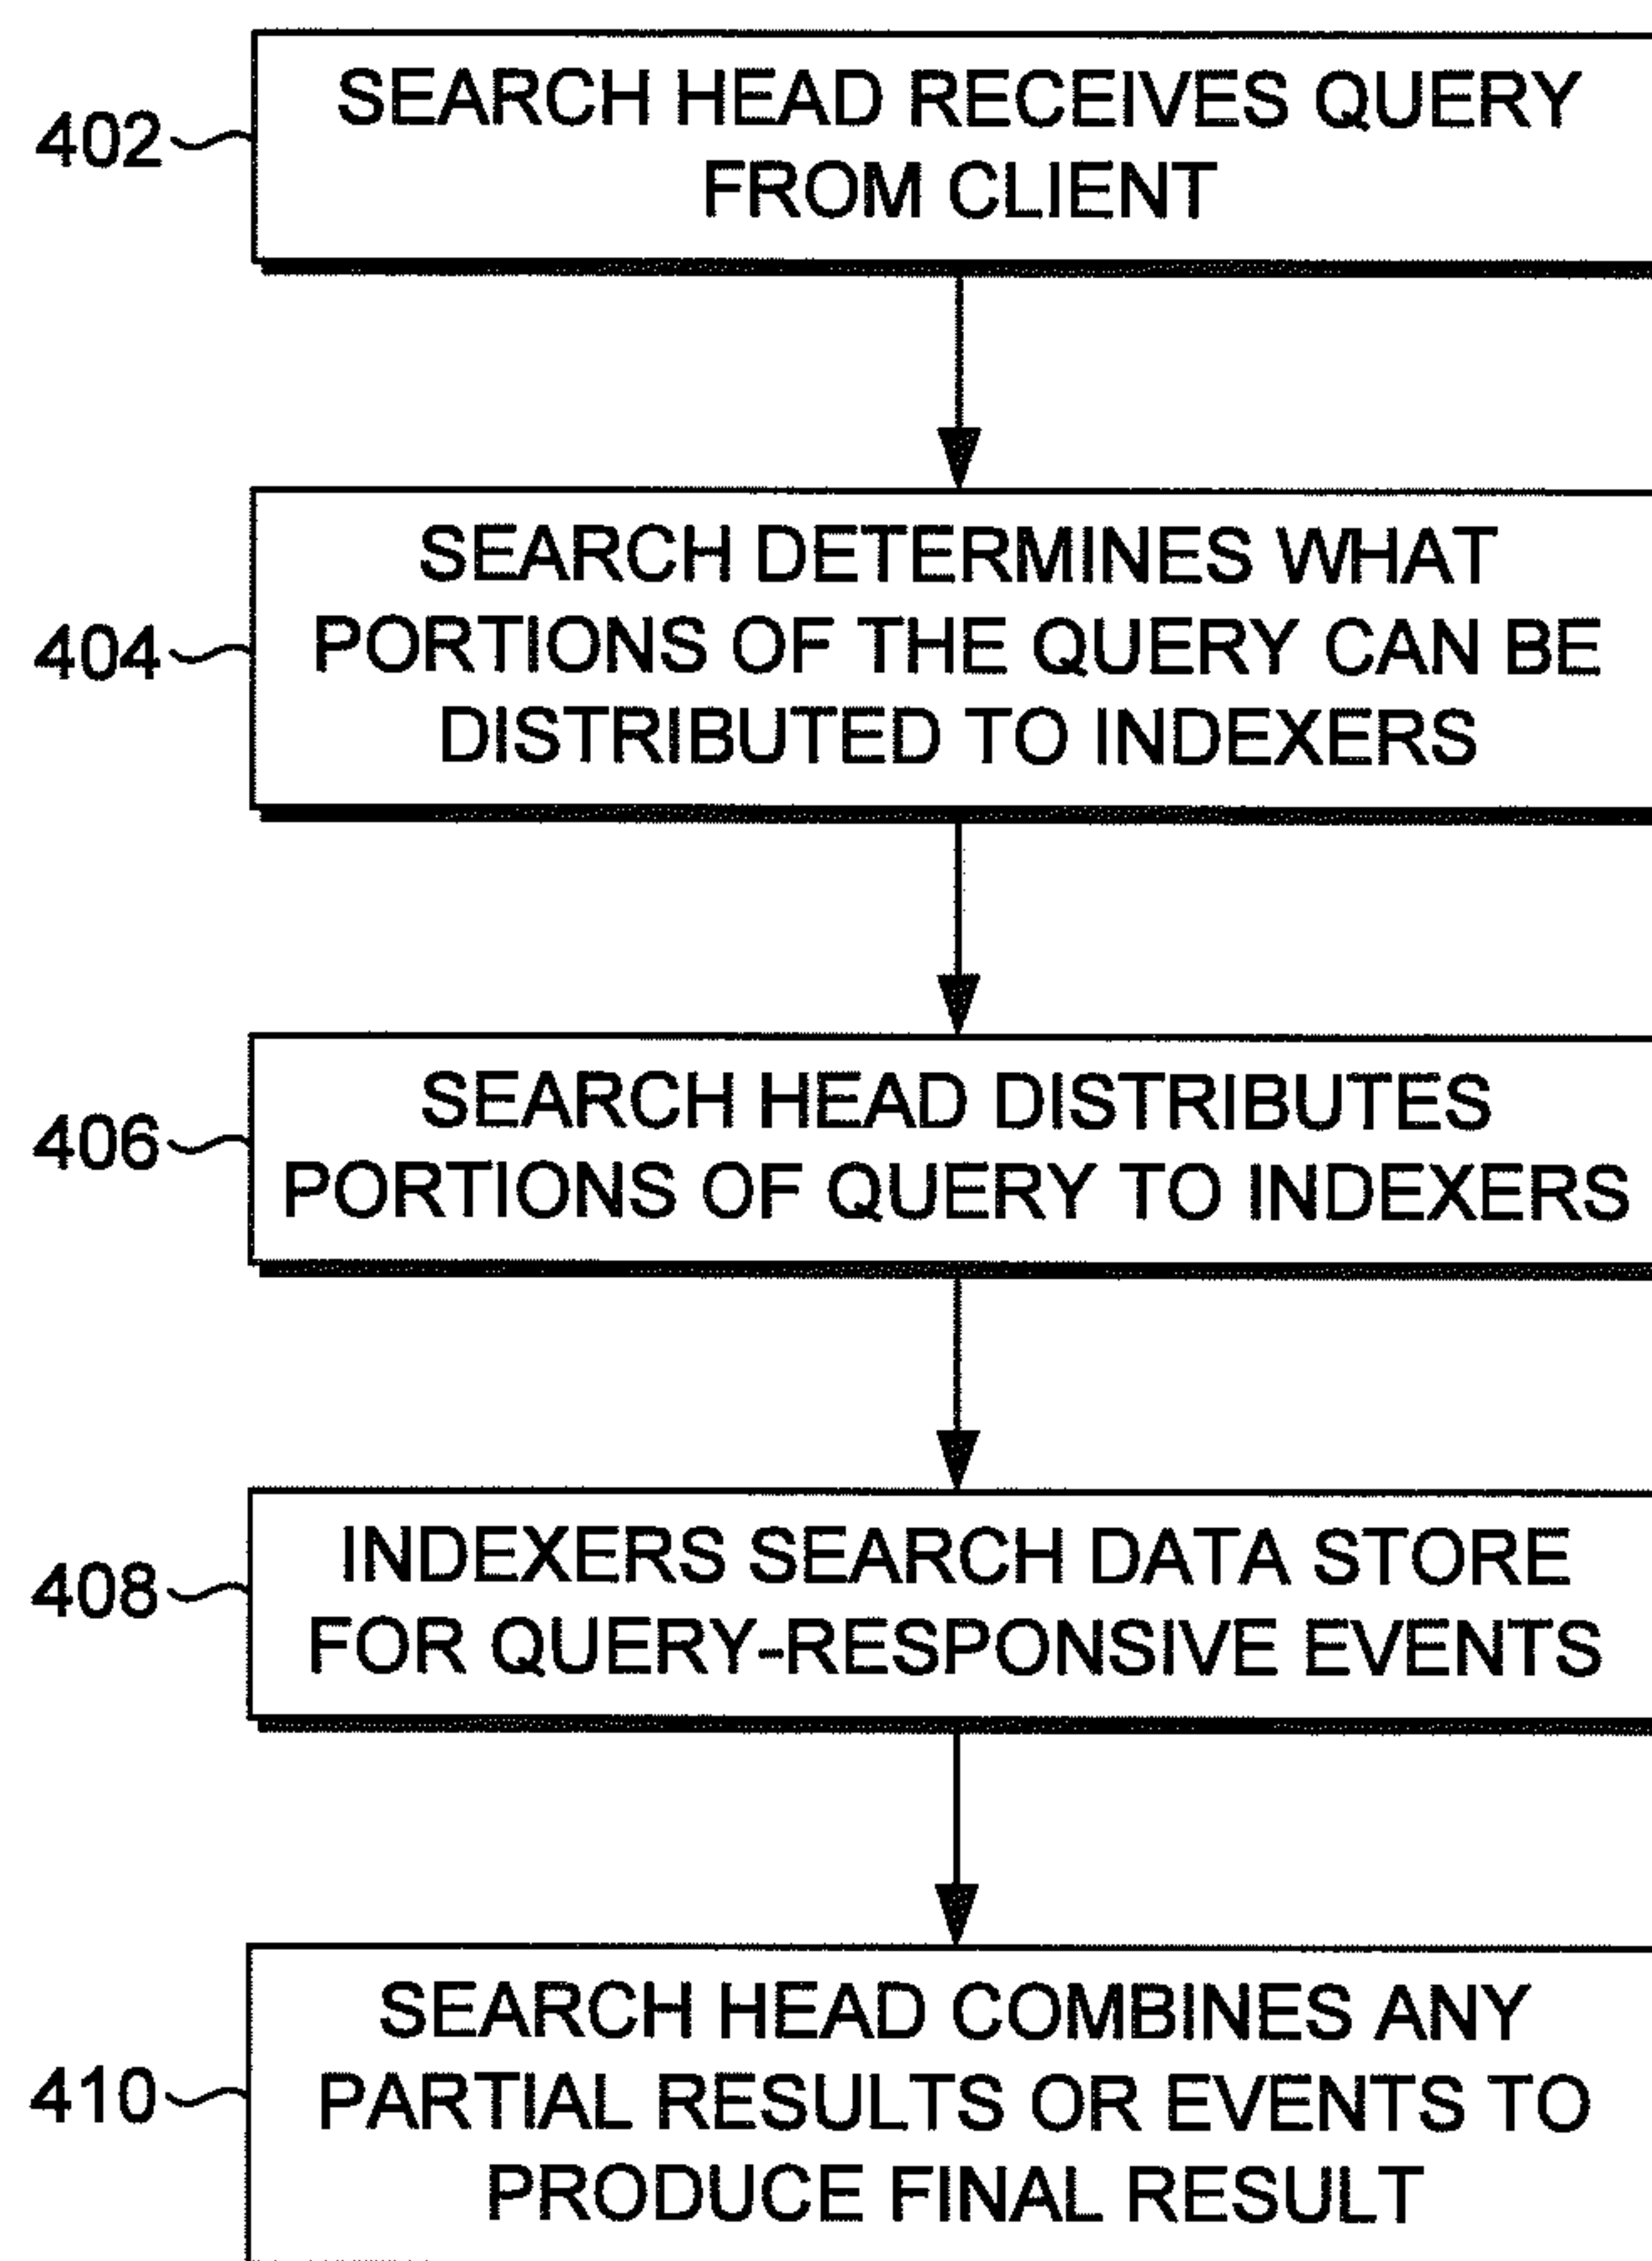 402
SEARCH HEAD RECEIVES QUERY
FROM CLIENT
404
SEARCH DETERMINES WHAT
PORTIONS OF THE QUERY CAN BE
DISTRIBUTED TO INDEXERS
406
SEARCH HEAD DISTRIBUTES
PORTIONS OF QUERY TO INDEXERS
408
INDEXERS SEARCH DATA STORE
FOR QUERY-RESPONSIVE EVENTS
410
SEARCH HEAD COMBINES ANY
PARTIAL RESULTS OR EVENTS TO
PRODUCE FINAL RESULT